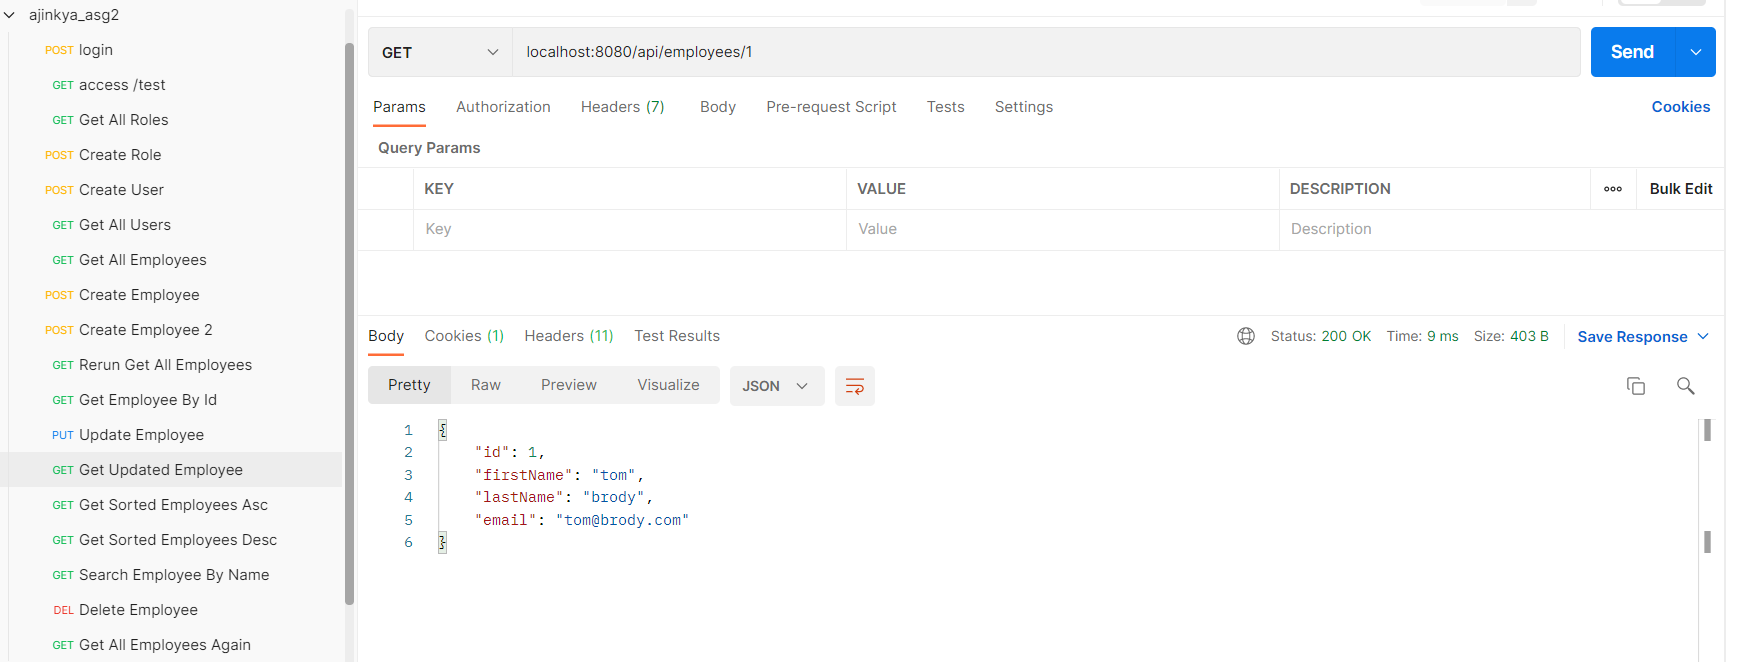 ajinkya_asg2
POST login
GET access /test
GET Get All Roles
POST Create Role
POST Create User
GET Get All Users
GET Get All Employees
POST Create Employee
POST Create Employee 2
GET Rerun Get All Employees
GET Get Employee By Id
PUT Update Employee
GET Get Updated Employee
GET Get Sorted Employees Asc
GET Get Sorted Employees Desc
GET Search Employee By Name
DEL Delete Employee
GET Get All Employees Again
GET localhost:8080/api/employees/1 Send
Params Authorization Headers (7) Body Pre-request Script Tests Settings Cookies
Query Params
KEY VALUE DESCRIPTION ooo Bulk Edit
Key Value Description
Body Cookies (1) Headers (11) Test Results Status: 200 OK Time: 9 ms Size: 403 B Save Response
Pretty Raw Preview Visualize JSON
1 {
2 "id": 1,
3 "firstName": "tom",
4 "lastName": "brody",
5 "email": "tom@brody.com"
6 }